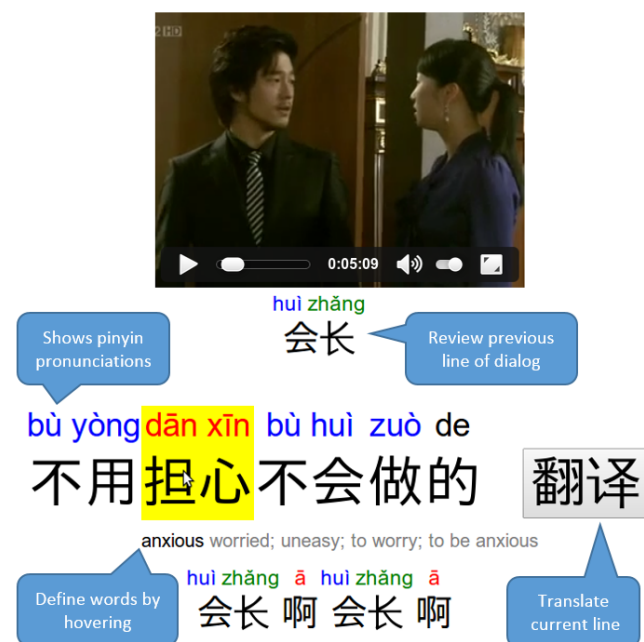 2 HD
0:05:09
huì zhǎng
会长
Shows pinyin
pronunciations
Review previous
line of dialog
bù yòng dān xīn bù huì zuò de
不用担心不会做的
翻译
anxious worried; uneasy; to worry; to be anxious
Define words by
hovering
huì zhǎng ā huì zhǎng ā
会长 啊 会长 啊
Translate
current line